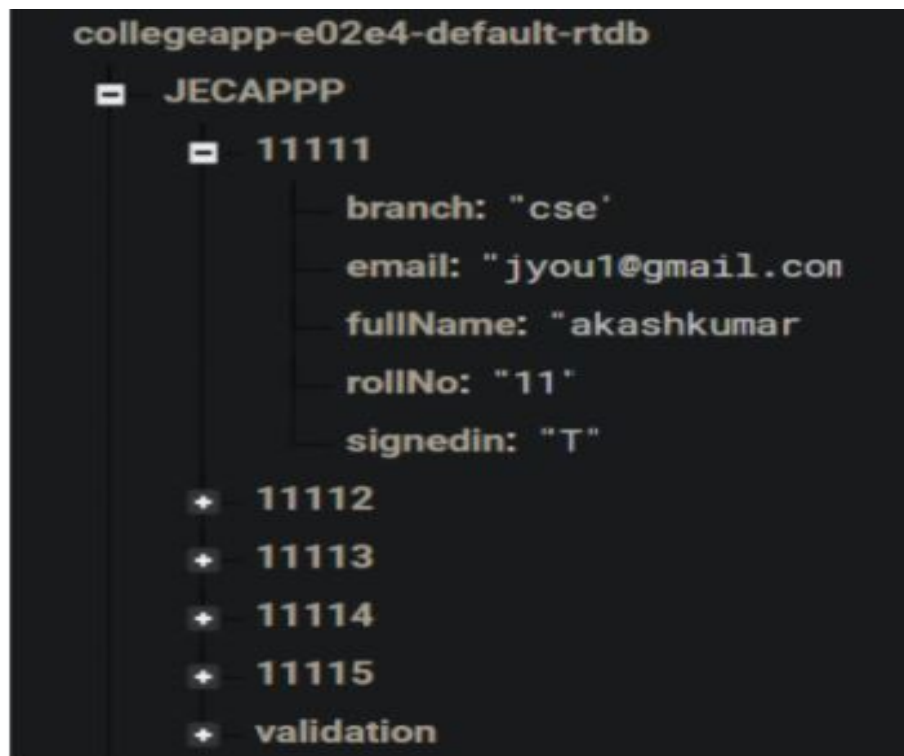 collegeapp-e02e4-default-rtdb
JECAPPP
11111
branch: "cse'
email: "jyou1@gmail.com
fullName: "akashkumar
rollNo: "11'
signedin: "T"
11112
11113
11114
11115
validation